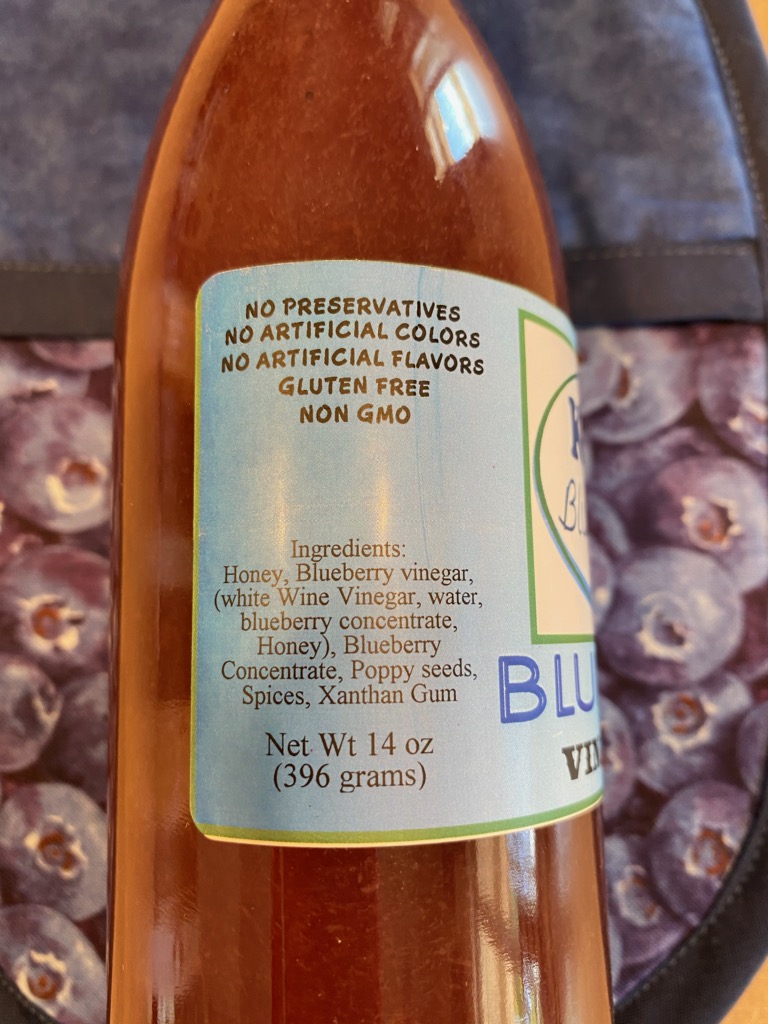 NO PRESERVATIVES
NO ARTIFICIAL COLORS
NO ARTIFICIAL FLAVORS
GLUTEN FREE
NON GMO
Ingredients:
Honey, Blueberry vinegar,
(white Wine Vinegar, water,
blueberry concentrate,
Honey), Blueberry
Concentrate, Poppy seeds,
Spices, Xanthan Gum
Net Wt 14 oz
(396 grams)